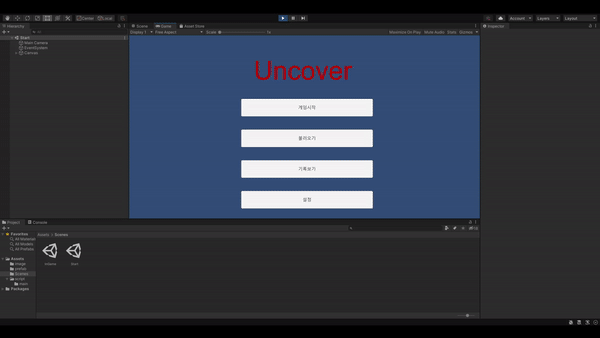 Center Local
Account Layers Layout
Hierarchy
Scene Game Asset Store
Inspector
Display 1 Free Aspect Scale 1x Maximize On Play Mute Audio Stats Gizmos
Start
Main Camera
EventSystem
Canvas
Uncover
게임시작
불러오기
기록보기
설정
Project Console
Favorites
All Materials
All Models
All Prefabs
Assets
image
prefab
Scenes
script
main
Packages
Assets > Scenes
Start